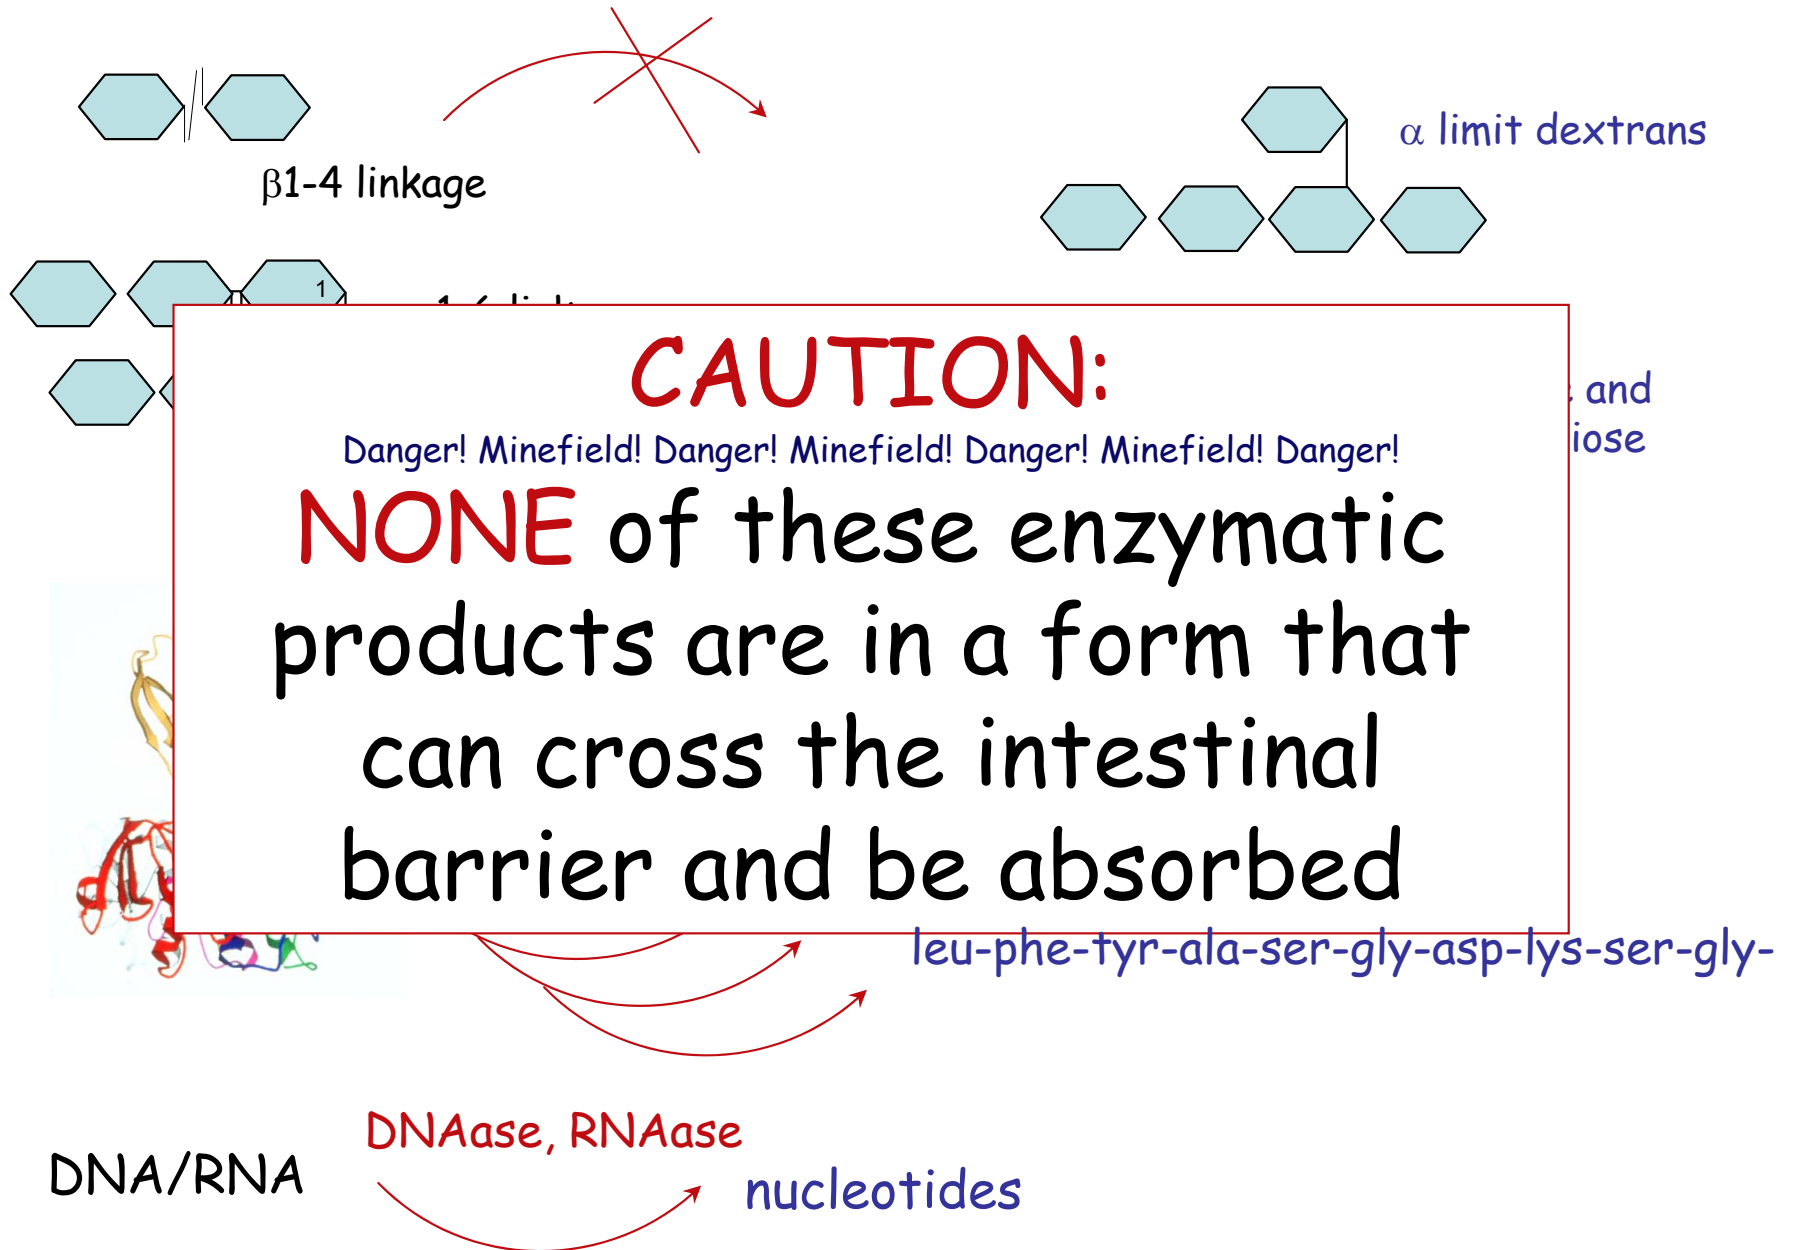 α limit dextrans
β1-4 linkage
1
and
iose
CAUTION:
Danger! Minefield! Danger! Minefield! Danger! Minefield! Danger!
NONE of these enzymatic
products are in a form that
can cross the intestinal
barrier and be absorbed
leu-phe-tyr-ala-ser-gly-asp-lys-ser-gly-
DNAase, RNAase
DNA/RNA
nucleotides